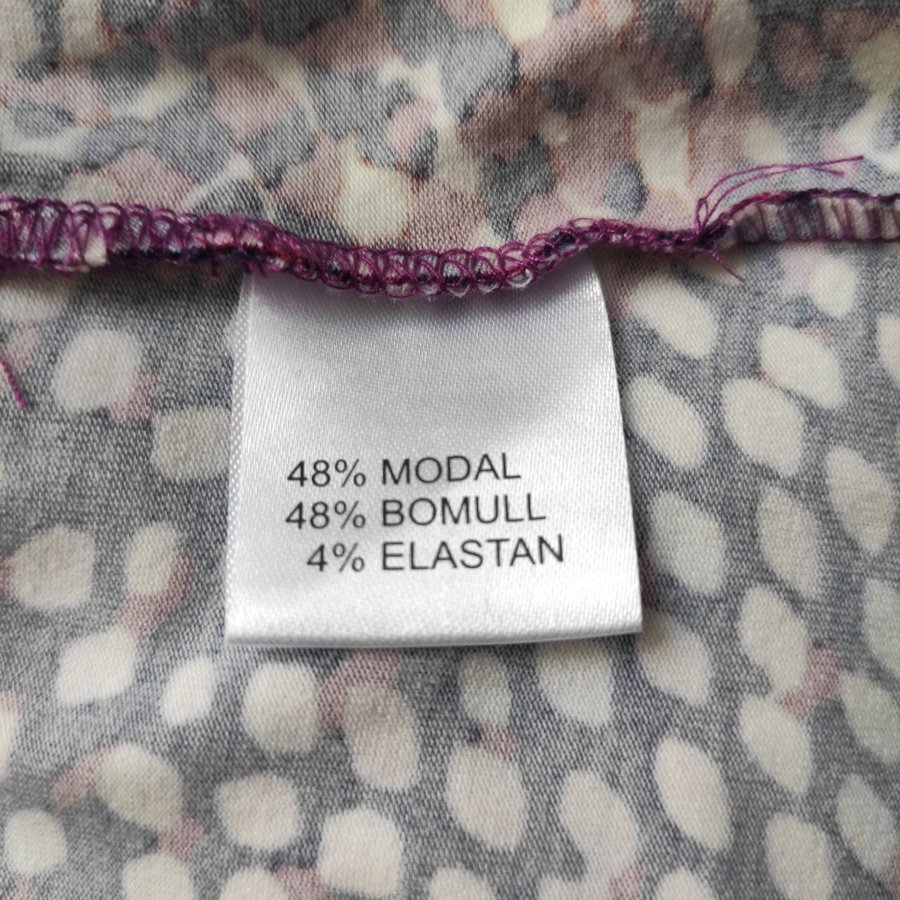 48% MODAL
48% BOMULL
4% ELASTAN